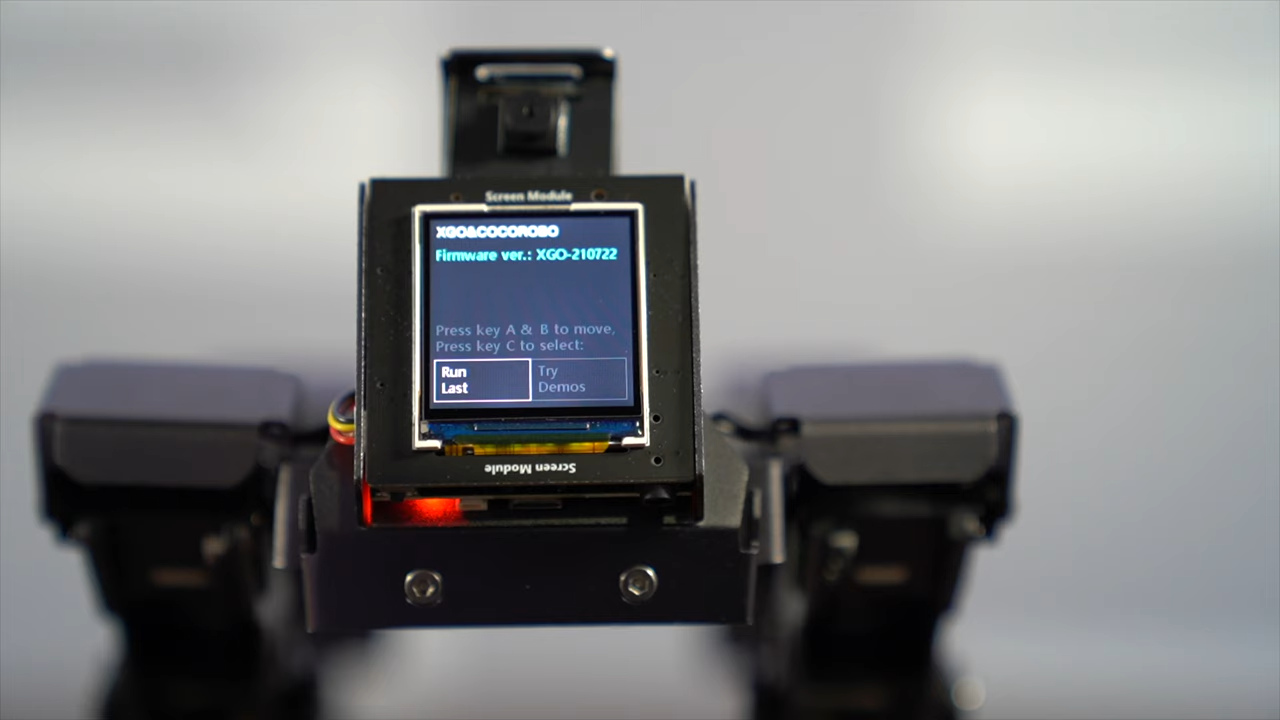 Screen Module
XGO&COCOROBO
Firmware ver.: XGO-210722
Press key A & B to move,
Press key C to select:
Run
Last
Try
Demos
Screen Module